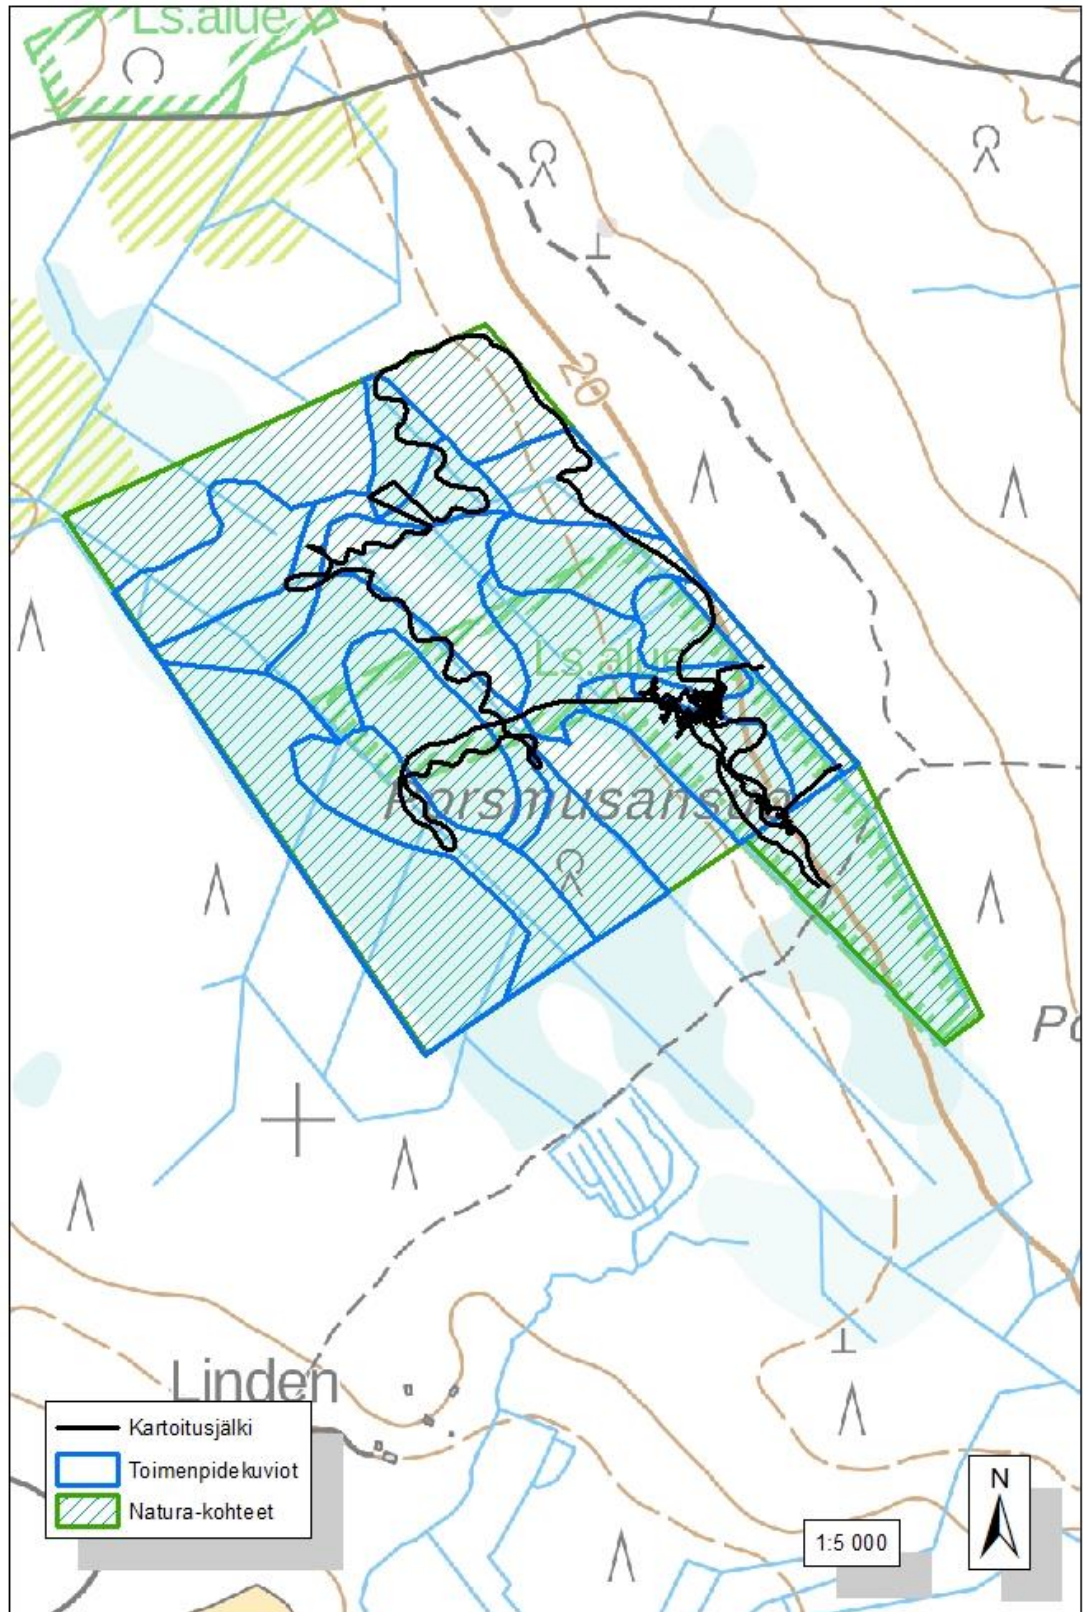 Ls.alue
20
Ls.alue
Porsmusansuo
Po
Linden
Kartoitusjälki
Toimenpidekuviot
Natura-kohteet
1:5 000
N